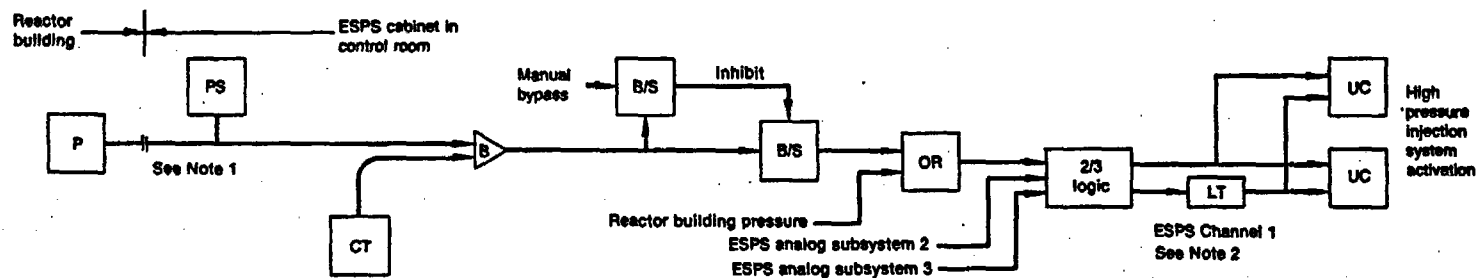 Reactor
building
ESPS cabinet in
control room
PS
Manual
bypass
B/S
Inhibit
UC
High
pressure
injection
system
activation
P
See Note 1
B
B/S
OR
2/3
logic
LT
UC
CT
Reactor building pressure
ESPS analog subsystem 2
ESPS analog subsystem 3
ESPS Channel 1
See Note 2